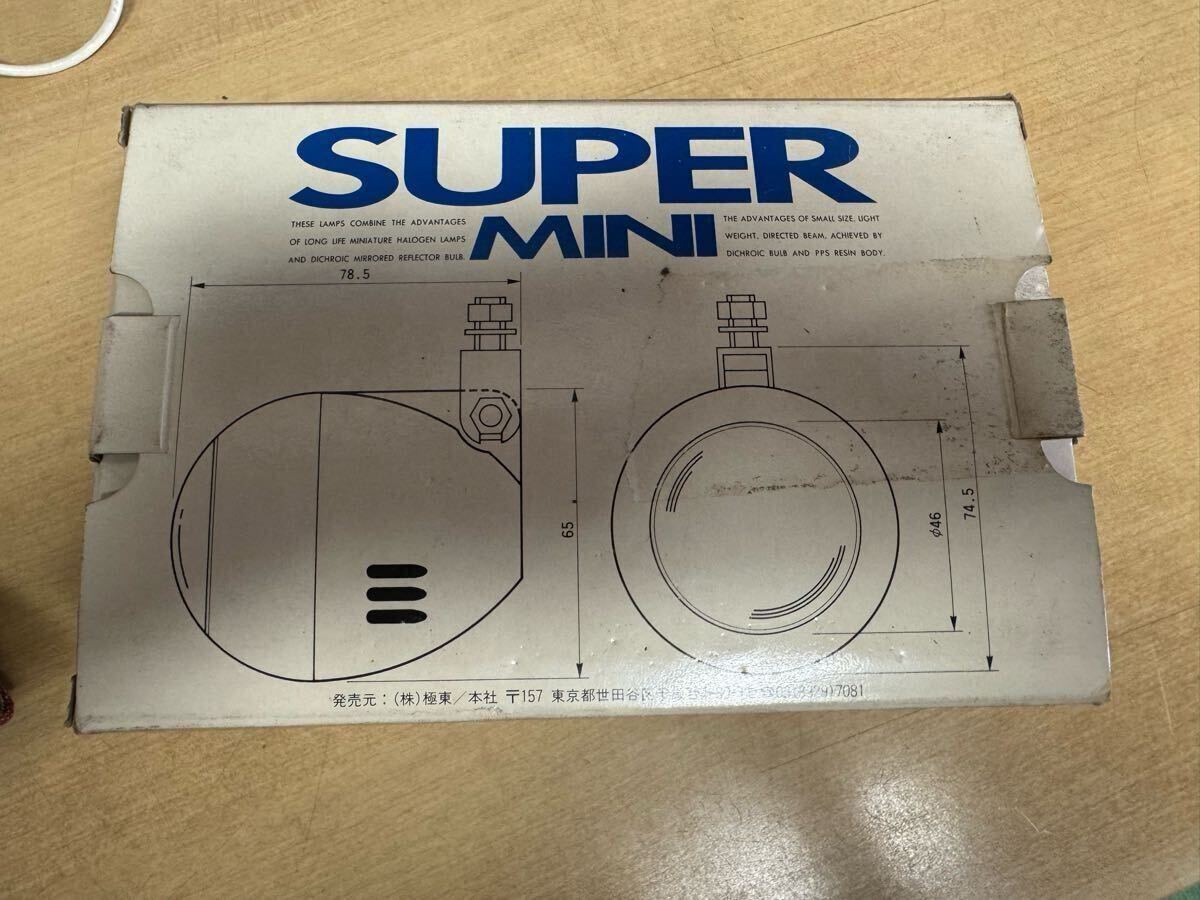 SUPER
MINI
THESE LAMPS COMBINE THE ADVANTAGES
OF LONG LIFE MINIATURE HALOGEN LAMPS
AND DICHROIC MIRRORED REFLECTOR BULB.
THE ADVANTAGES OF SMALL SIZE, LIGHT
WEIGHT, DIRECTED BEAM, ACHIEVED BY
DICHROIC BULB AND PPS RESIN BODY.
78.5
65
φ46
74.5
発売元：(株)極東／本社 〒157 東京都世田谷区 7081